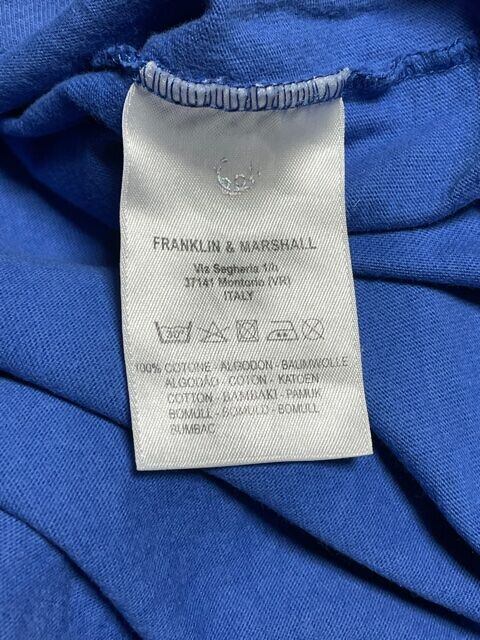 FRANKLIN & MARSHALL
Via Segheria 1/h
37141 Montorio (VR)
ITALY
30°
100% COTONE - ALGODON - BAUMWOLLE
ALGODÃO - COTON - KATOEN
COTTON - BAMBAKI - PAMUK
BOMULL - BOMULD - BOMULL
BUMBAC